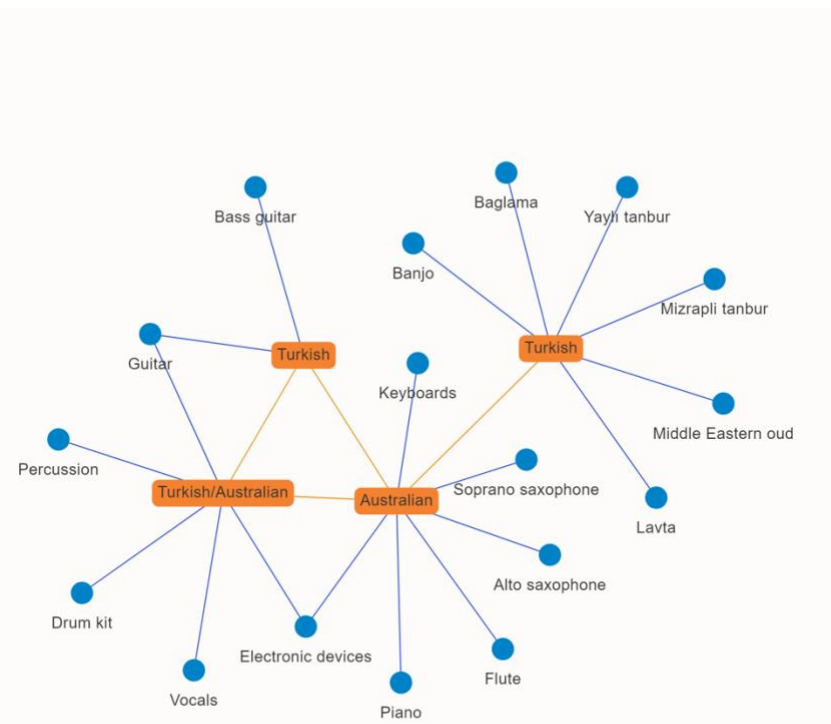 Baglama
Bass guitar
Yaylı tanbur
Banjo
Mizrapli tanbur
Turkish
Turkish
Guitar
Keyboards
Middle Eastern oud
Percussion
Turkish/Australian
Australian
Soprano saxophone
Lavta
Alto saxophone
Drum kit
Electronic devices
Flute
Vocals
Piano